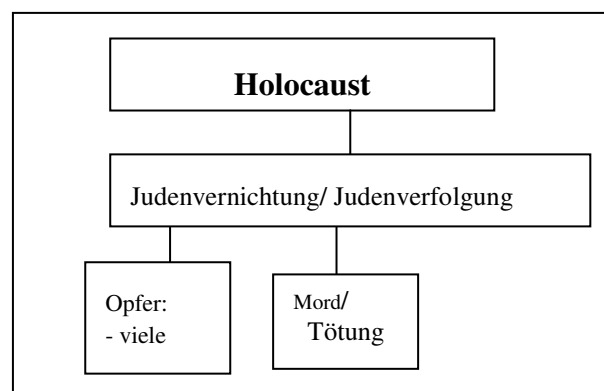 Holocaust
Judenvernichtung/ Judenverfolgung
Opfer:
- viele
Mord/
Tötung